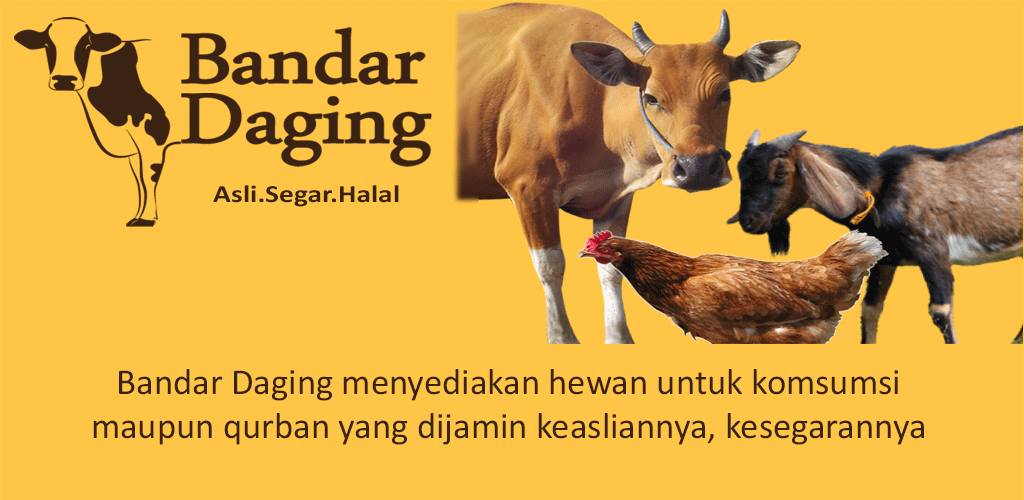 Bandar
Daging
Asli.Segar.Halal
Bandar Daging menyediakan hewan untuk komsumsi
maupun qurban yang dijamin keasliannya, kesegarannya